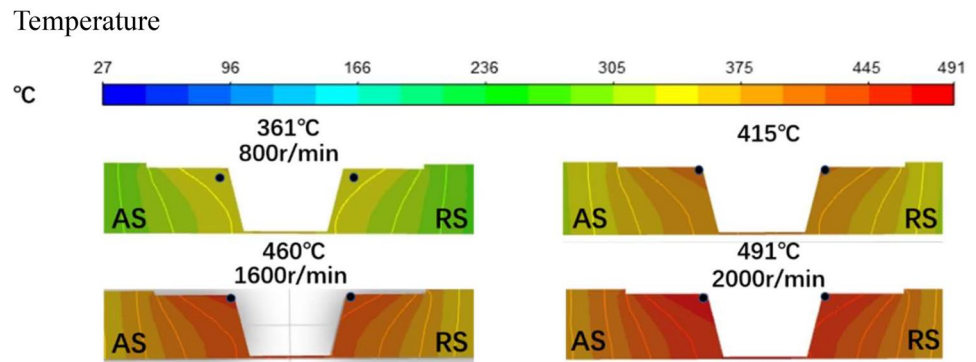 Temperature
27 96 166 236 305 375 445 491
°C
361°C
800r/min
415°C
AS RS AS RS
460°C
1600r/min
491°C
2000r/min
AS RS AS RS